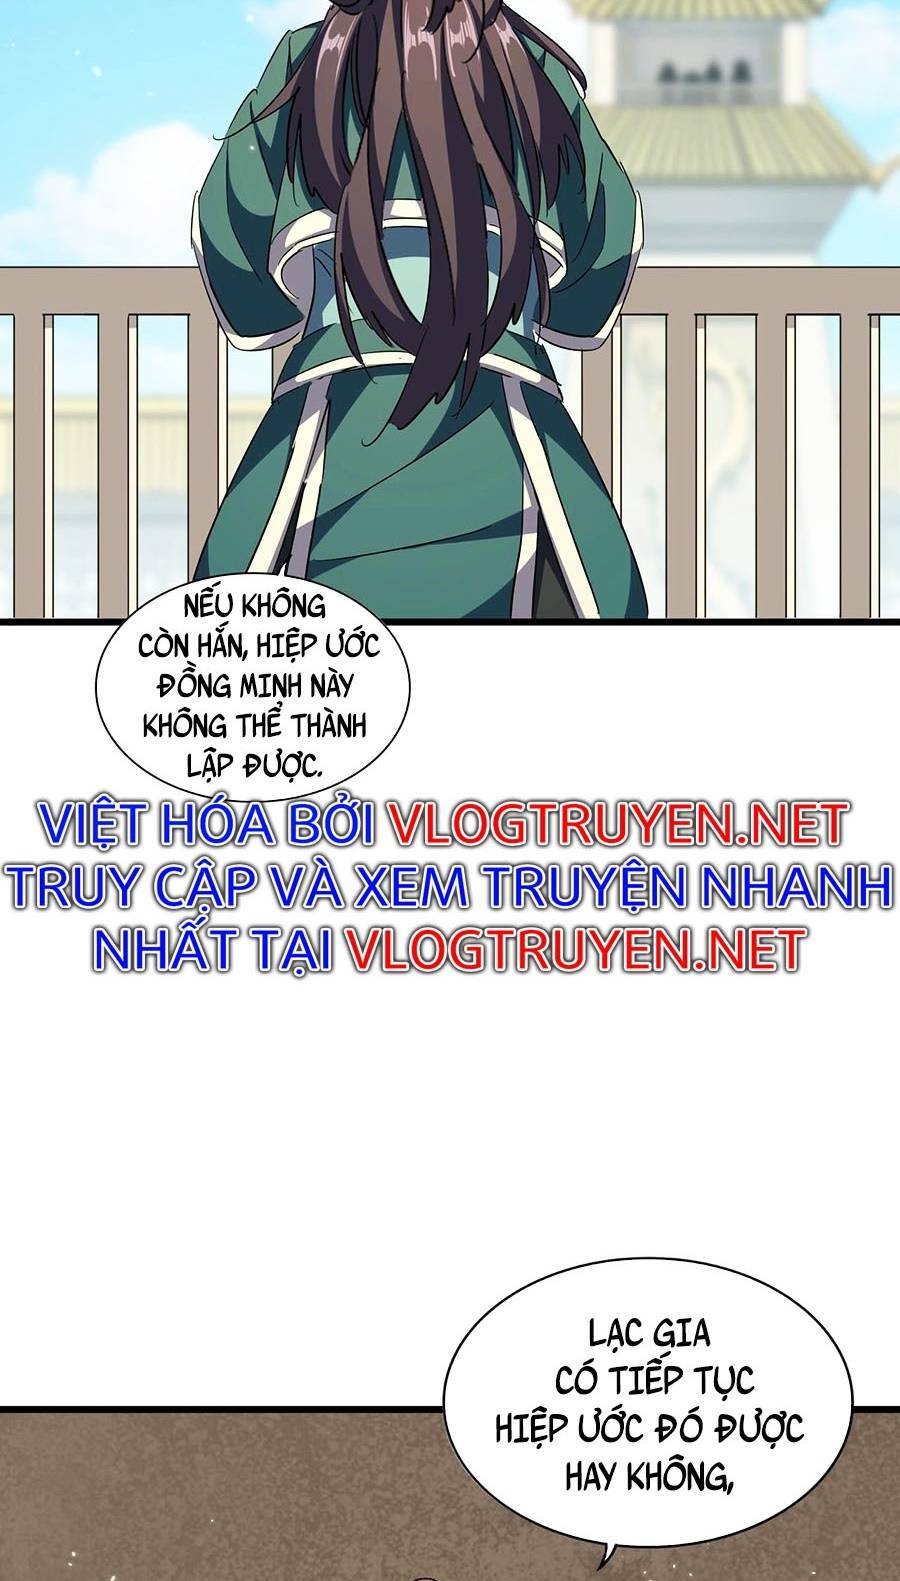 NẾU KHÔNG
CÒN HẮN, HIỆP ƯỚC
ĐỒNG MINH NÀY
KHÔNG THỂ THÀNH
LẬP ĐƯỢC.
VIỆT HÓA BỞI VLOGTRUYEN.NET
TRUY CẬP VÀ XEM TRUYỆN NHANH
NHẤT TẠI VLOGTRUYEN.NET
LẠC GIA
CÓ TIẾP TỤC
HIỆP ƯỚC ĐÓ ĐƯỢC
HAY KHÔNG,